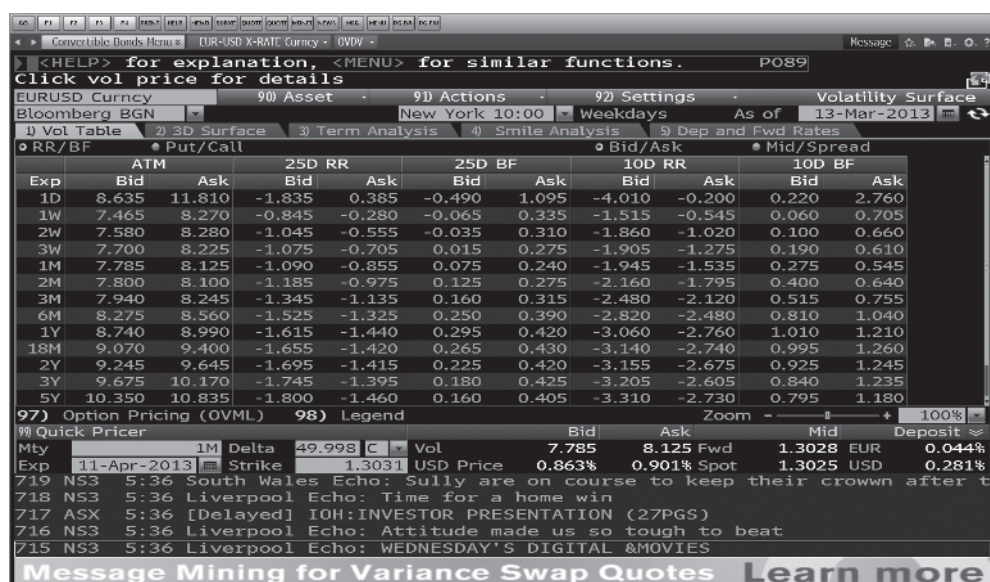 GO F1 F2 F3 F4 PRINT HELP
Convertible Bonds Menu EUR-USD X-RATE Curncy - OVDV - Message
<HELP> for explanation, <MENU> for similar functions. P089
Click vol price for details
EURUSD Curncy 90) Asset 91) Actions 92) Settings Volatility Surface
Bloomberg BGN New York 10:00 Weekdays As of 13-Mar-2013
1) Vol Table 2) 3D Surface 3) Term Analysis 4) Smile Analysis 5) Dep and Fwd Rates
RR/BF Put/Call Bid/Ask Mid/Spread
ATM 25D RR 25D BF 10D RR 10D BF
Exp Bid Ask Bid Ask Bid Ask Bid Ask Bid Ask
1D 8.635 11.810 -1.835 0.385 -0.490 1.095 -4.010 -0.200 0.220 2.760
1W 7.465 8.270 -0.845 -0.280 -0.065 0.335 -1.515 -0.545 0.060 0.705
2W 7.580 8.280 -1.045 -0.555 -0.035 0.310 -1.860 -1.020 0.100 0.660
3W 7.700 8.225 -1.075 -0.705 0.015 0.275 -1.905 -1.275 0.190 0.610
1M 7.785 8.125 -1.090 -0.855 0.075 0.240 -1.945 -1.535 0.275 0.545
2M 7.800 8.100 -1.185 -0.975 0.125 0.275 -2.160 -1.795 0.400 0.640
3M 7.940 8.245 -1.345 -1.135 0.160 0.315 -2.480 -2.120 0.515 0.755
6M 8.275 8.560 -1.525 -1.325 0.250 0.390 -2.820 -2.480 0.810 1.040
1Y 8.740 8.990 -1.615 -1.440 0.295 0.420 -3.060 -2.760 1.010 1.210
18M 9.070 9.400 -1.655 -1.420 0.265 0.430 -3.140 -2.740 0.995 1.260
2Y 9.245 9.645 -1.695 -1.415 0.225 0.420 -3.155 -2.675 0.925 1.245
3Y 9.675 10.170 -1.745 -1.395 0.180 0.425 -3.205 -2.605 0.840 1.235
5Y 10.350 10.835 -1.800 -1.460 0.160 0.405 -3.310 -2.730 0.795 1.180
97) Option Pricing (OVML) 98) Legend Zoom - + 100%
99) Quick Pricer Bid Ask Mid Deposit
Mty 1M Delta 49.998 C Vol 7.785 8.125 Fwd 1.3028 EUR 0.044%
Exp 11-Apr-2013 Strike 1.3031 USD Price 0.863% 0.901% Spot 1.3025 USD 0.281%
719 NS3 5:36 South Wales Echo: Sully are on course to keep their crowwn after t
718 NS3 5:36 Liverpool Echo: Time for a home win
717 ASX 5:36 [Delayed] IOH:INVESTOR PRESENTATION (27PGS)
716 NS3 5:36 Liverpool Echo: Attitude made us so tough to beat
715 NS3 5:36 Liverpool Echo: WEDNESDAY'S DIGITAL &MOVIES
Message Mining for Variance Swap Quotes Learn more